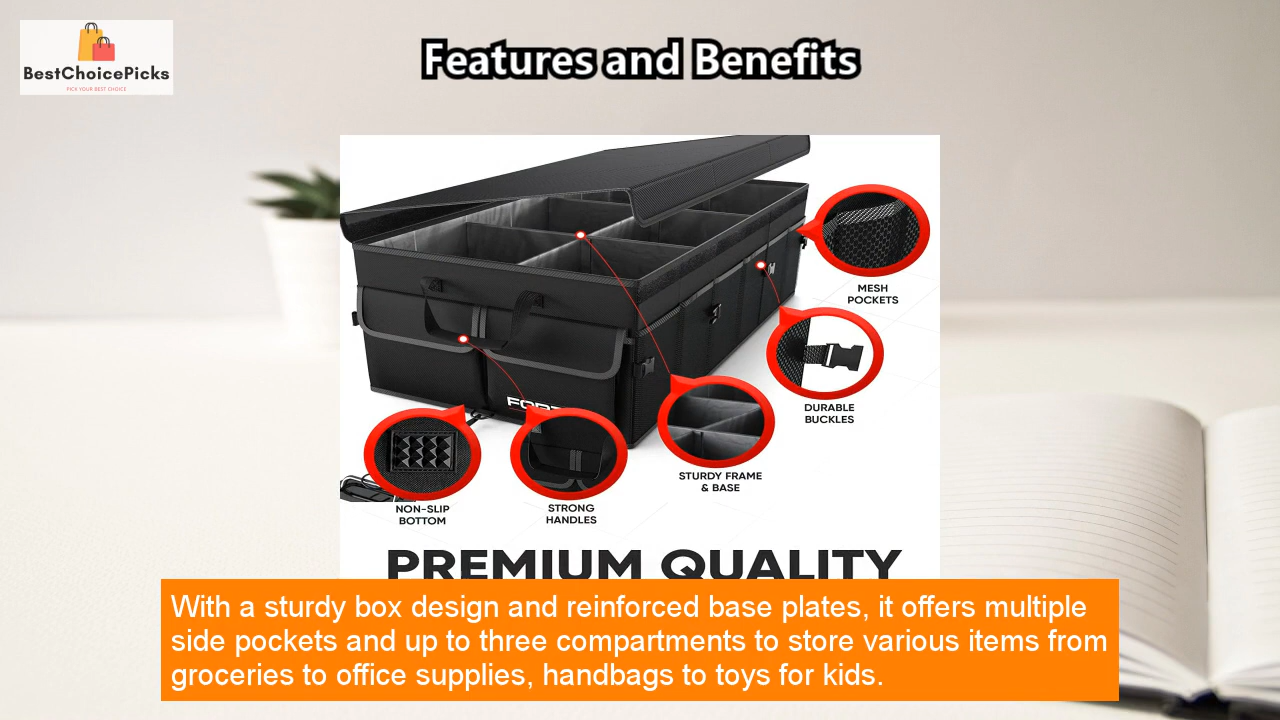 BestChoicePicks
PICK YOUR BEST CHOICE
Features and Benefits
MESH
POCKETS
DURABLE
BUCKLES
STURDY FRAME
& BASE
NON-SLIP
BOTTOM
STRONG
HANDLES
PREMIUM QUALITY
With a sturdy box design and reinforced base plates, it offers multiple
side pockets and up to three compartments to store various items from
groceries to office supplies, handbags to toys for kids.